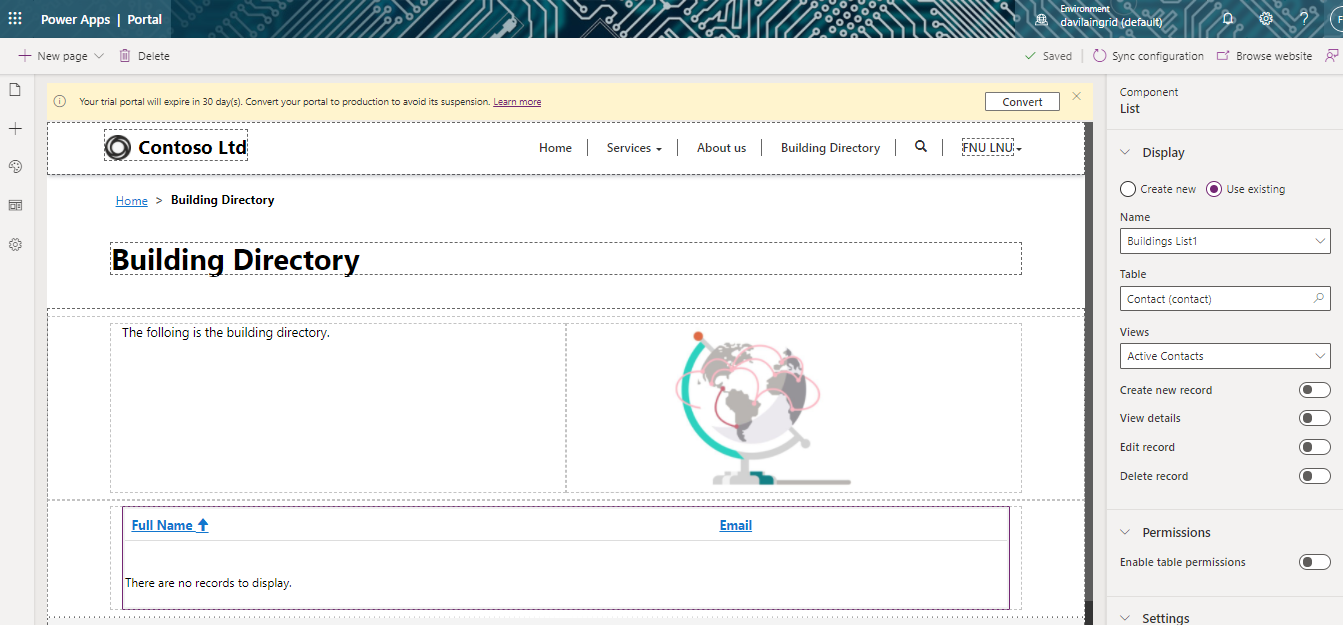 Power Apps | Portal
Environment
davilaingrid (default)
?
F
New page
Delete
Saved
Sync configuration
Browse website
Your trial portal will expire in 30 day(s). Convert your portal to production to avoid its suspension. Learn more
Convert
Contoso Ltd
Home
Services
About us
Building Directory
FNU LNU
Home > Building Directory
Building Directory
The folloing is the building directory.
Full Name
Email
There are no records to display.
Component
List
Display
Create new
Use existing
Name
Buildings List1
Table
Contact (contact)
Views
Active Contacts
Create new record
View details
Edit record
Delete record
Permissions
Enable table permissions
Settings